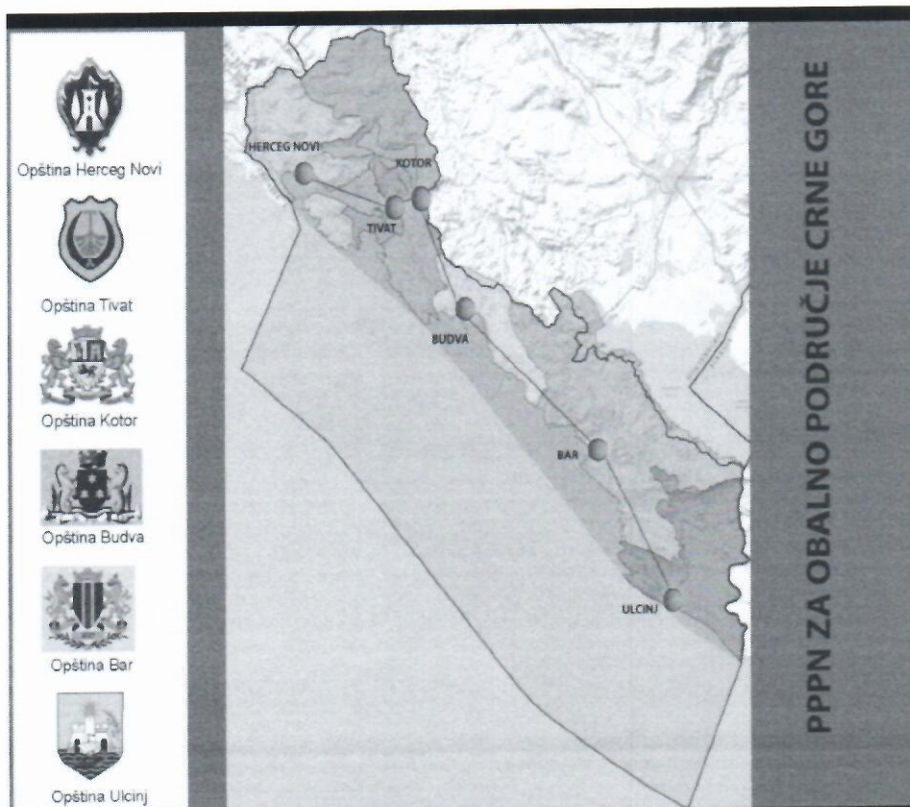 Opština Herceg Novi
Opština Tivat
Opština Kotor
Opština Budva
Opština Bar
Opština Ulcinj
HERCEG NOVI
KOTOR
TIVAT
BUDVA
BAR
ULCINJ
PPPN ZA OBALNO PODRUČJE CRNE GORE